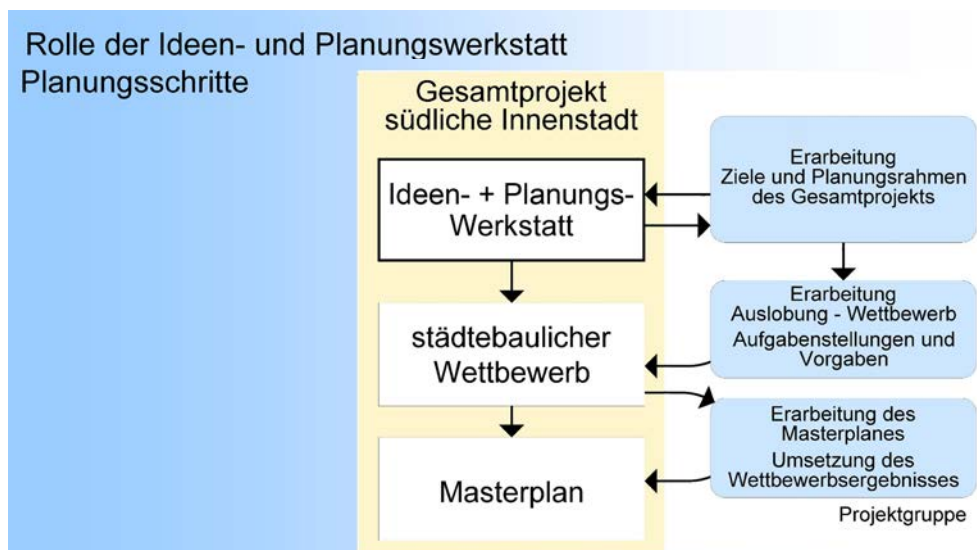 Rolle der Ideen- und Planungswerkstatt
Planungsschritte
Gesamtprojekt
südliche Innenstadt
Ideen- + Planungs-
Werkstatt
Erarbeitung
Ziele und Planungsrahmen
des Gesamtprojekts
städtebaulicher
Wettbewerb
Erarbeitung
Auslobung - Wettbewerb
Aufgabenstellungen und
Vorgaben
Masterplan
Erarbeitung des
Masterplanes
Umsetzung des
Wettbewerbsergebnisses
Projektgruppe